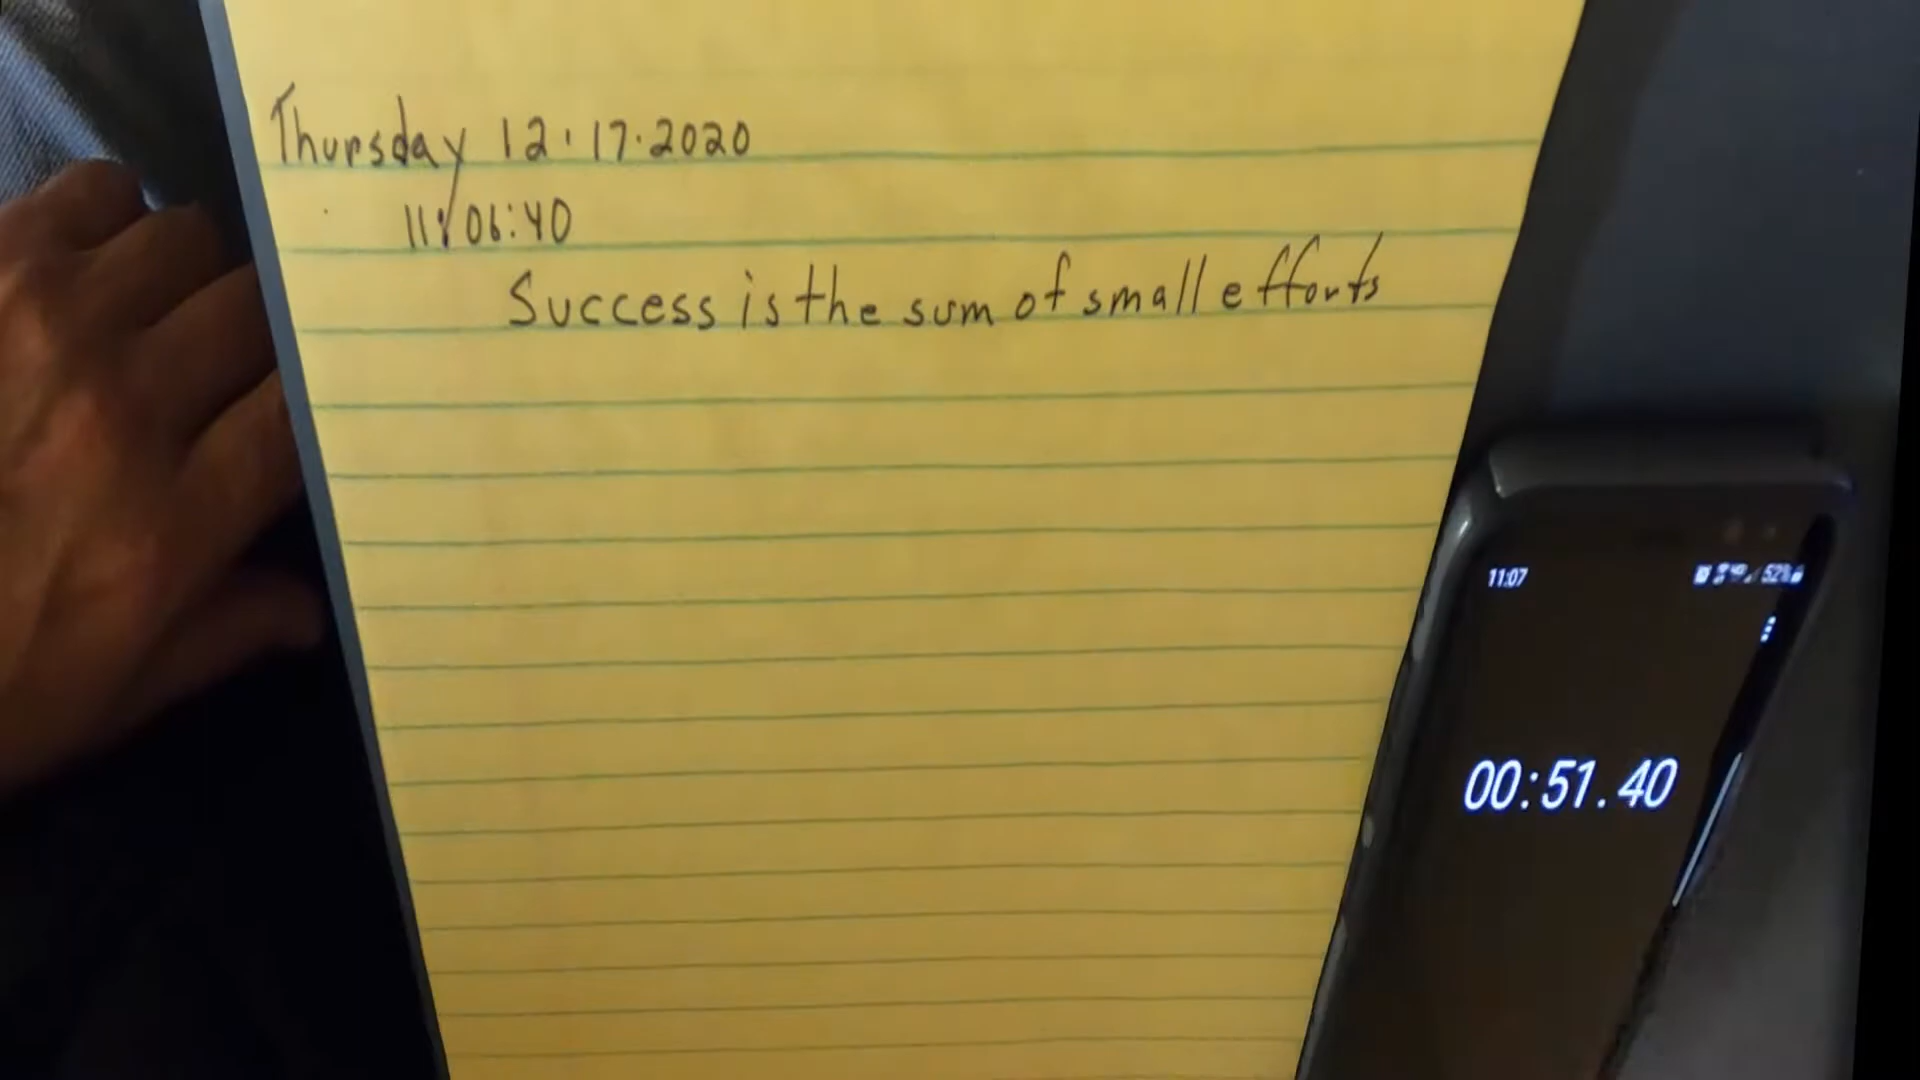 Thursday 12.17.2020
11:06:40
Success is the sum of small efforts
11:07
52%
00:51.40